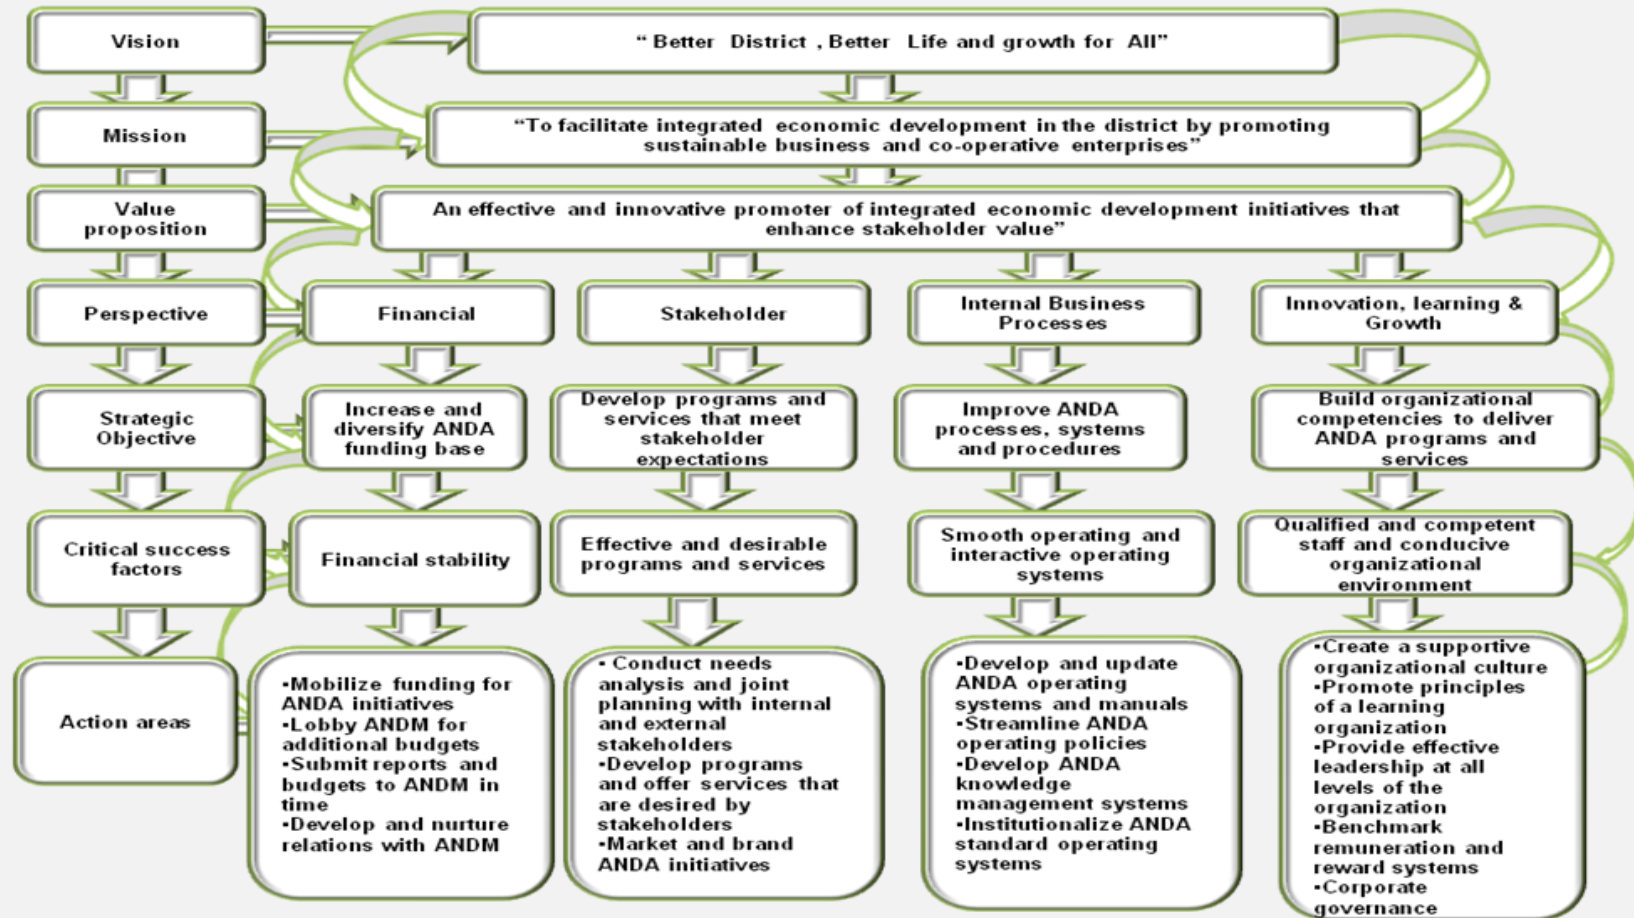 Vision
“ Better District , Better Life and growth for All”
Mission
“To facilitate integrated economic development in the district by promoting
sustainable business and co-operative enterprises”
Value
proposition
An effective and innovative promoter of integrated economic development initiatives that
enhance stakeholder value”
Perspective
Financial
Stakeholder
Internal Business
Processes
Innovation, learning &
Growth
Strategic
Objective
Increase and
diversify ANDA
funding base
Develop programs and
services that meet
stakeholder
expectations
Improve ANDA
processes, systems
and procedures
Build organizational
competencies to deliver
ANDA programs and
services
Critical success
factors
Financial stability
Effective and desirable
programs and services
Smooth operating and
interactive operating
systems
Qualified and competent
staff and conducive
organizational
environment
Action areas
▪Mobilize funding for
ANDA initiatives
▪Lobby ANDM for
additional budgets
▪Submit reports and
budgets to ANDM in
time
▪Develop and nurture
relations with ANDM
▪ Conduct needs
analysis and joint
planning with internal
and external
stakeholders
▪Develop programs
and offer services that
are desired by
stakeholders
▪Market and brand
ANDA initiatives
▪Develop and update
ANDA operating
systems and manuals
▪Streamline ANDA
operating policies
▪Develop ANDA
knowledge
management systems
▪Institutionalize ANDA
standard operating
systems
▪Create a supportive
organizational culture
▪Promote principles
of a learning
organization
▪Provide effective
leadership at all
levels of the
organization
▪Benchmark
remuneration and
reward systems
▪Corporate
governance